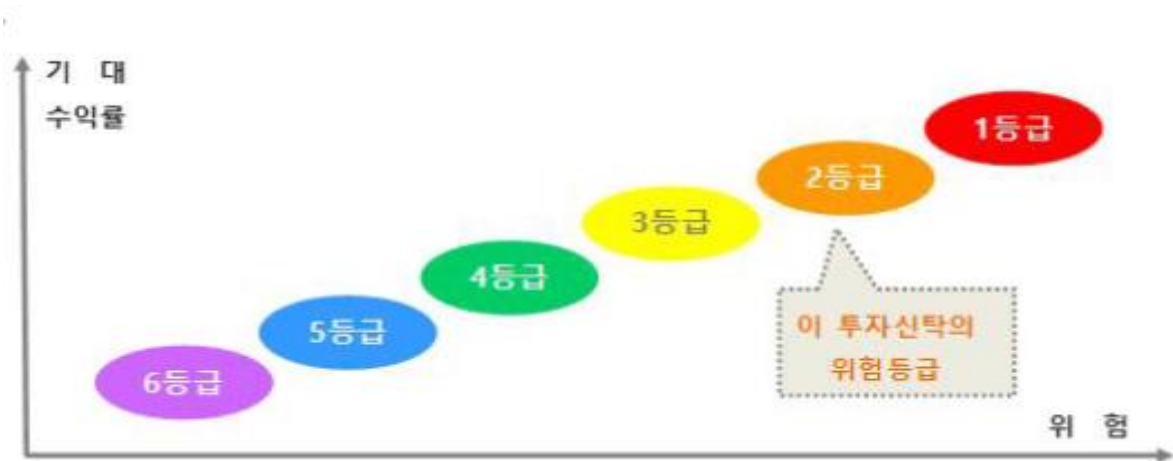 기 대
수익률
1등급
2등급
3등급
4등급
5등급
6등급
이 투자신탁의
위험등급
위 험